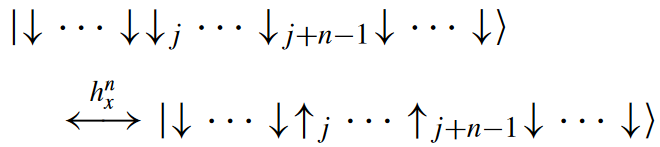 |↓ ⋯ ↓↓_j ⋯ ↓_{j+n−1}↓ ⋯ ↓⟩
⟷^{h_x^n} |↓ ⋯ ↓↑_j ⋯ ↑_{j+n−1}↓ ⋯ ↓⟩